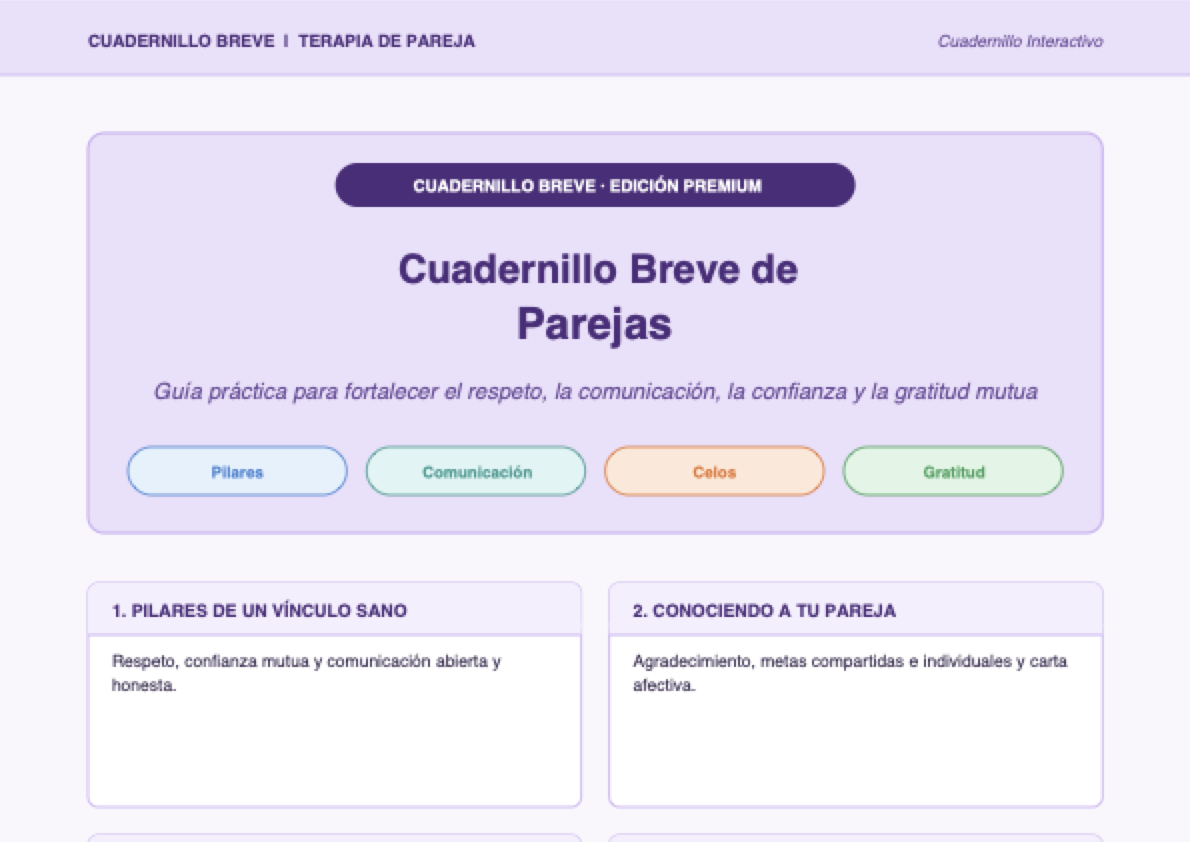 CUADERNILLO BREVE | TERAPIA DE PAREJA
Cuadernillo Interactivo
CUADERNILLO BREVE · EDICIÓN PREMIUM
Cuadernillo Breve de
Parejas
Guía práctica para fortalecer el respeto, la comunicación, la confianza y la gratitud mutua
Pilares
Comunicación
Celos
Gratitud
1. PILARES DE UN VÍNCULO SANO
Respeto, confianza mutua y comunicación abierta y
honesta.
2. CONOCIENDO A TU PAREJA
Agradecimiento, metas compartidas e individuales y carta
afectiva.